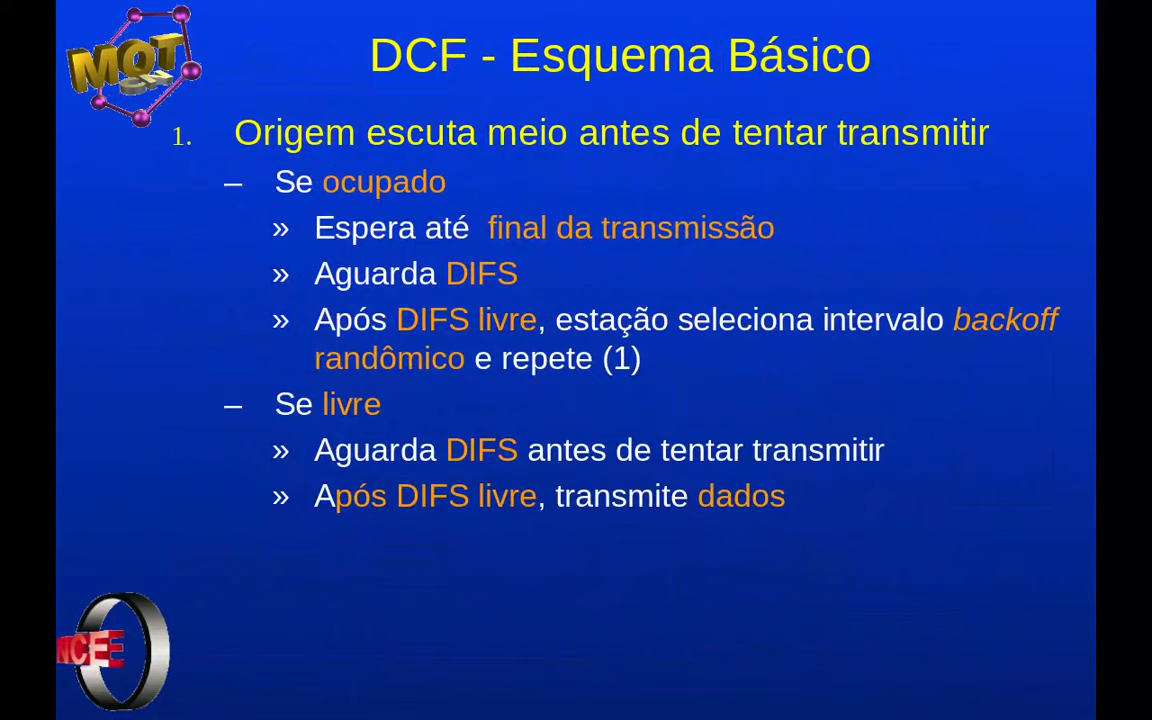 MQT
DCF - Esquema Básico
1. Origem escuta meio antes de tentar transmitir
– Se ocupado
» Espera até final da transmissão
» Aguarda DIFS
» Após DIFS livre, estação seleciona intervalo backoff
randômico e repete (1)
– Se livre
» Aguarda DIFS antes de tentar transmitir
» Após DIFS livre, transmite dados